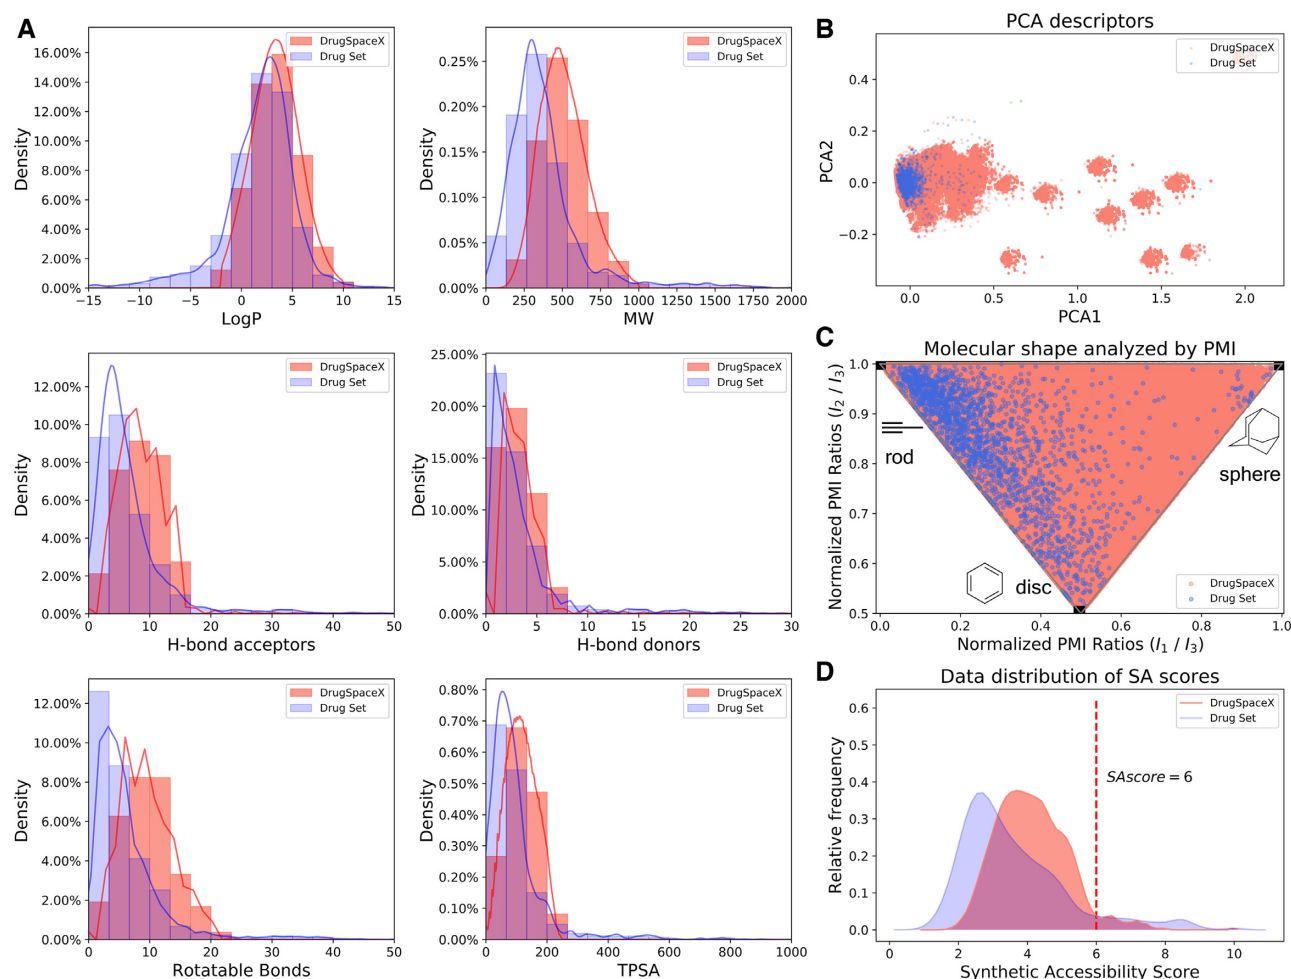 A
16.00%
14.00%
12.00%
10.00%
8.00%
6.00%
4.00%
2.00%
0.00%
Density
DrugSpaceX
Drug Set
−15
−10
−5
0
5
10
15
LogP
0.25%
0.20%
0.15%
0.10%
0.05%
0.00%
Density
DrugSpaceX
Drug Set
0
250
500
750
1000
1250
1500
1750
2000
MW
B
PCA descriptors
DrugSpaceX
Drug Set
0.4
0.2
0.0
−0.2
PCA2
0.0
0.5
1.0
1.5
2.0
PCA1
12.00%
10.00%
8.00%
6.00%
4.00%
2.00%
0.00%
Density
DrugSpaceX
Drug Set
0
10
20
30
40
50
H-bond acceptors
25.00%
20.00%
15.00%
10.00%
5.00%
0.00%
Density
DrugSpaceX
Drug Set
0
5
10
15
20
25
30
H-bond donors
C
Molecular shape analyzed by PMI
1.0
0.9
0.8
0.7
0.6
0.5
Normalized PMI Ratios (I2 / I3)
rod
sphere
disc
DrugSpaceX
Drug Set
0.0
0.2
0.4
0.6
0.8
1.0
Normalized PMI Ratios (I1 / I3)
12.00%
10.00%
8.00%
6.00%
4.00%
2.00%
0.00%
Density
DrugSpaceX
Drug Set
0
10
20
30
40
50
Rotatable Bonds
0.80%
0.70%
0.60%
0.50%
0.40%
0.30%
0.20%
0.10%
0.00%
Density
DrugSpaceX
Drug Set
0
200
400
600
800
1000
TPSA
D
Data distribution of SA scores
DrugSpaceX
Drug Set
0.6
0.5
0.4
0.3
0.2
0.1
0.0
Relative frequency
SAscore = 6
0
2
4
6
8
10
Synthetic Accessibility Score